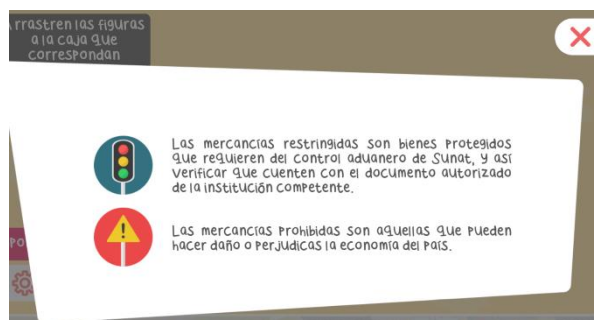 rrastren las figuras
a la caja que
correspondan
Las mercancías restringidas son bienes protegidos
que requieren del control aduanero de Sunat, y así
verificar que cuenten con el documento autorizado
de la institución competente.
Las mercancías prohibidas son aquellas que pueden
hacer daño o perjudicas la economía del país.
PO